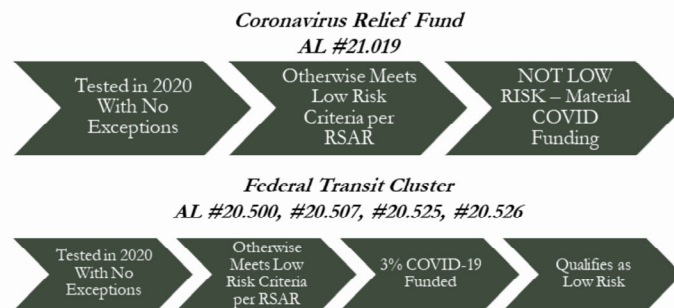 Coronavirus Relief Fund
AL #21.019
Tested in 2020
With No
Exceptions
Otherwise Meets
Low Risk
Criteria per
RSAR
NOT LOW
RISK – Material
COVID
Funding
Federal Transit Cluster
AL #20.500, #20.507, #20.525, #20.526
Tested in 2020
With No
Exceptions
Otherwise
Meets Low
Risk Criteria
per RSAR
3% COVID-19
Funded
Qualifies as
Low Risk